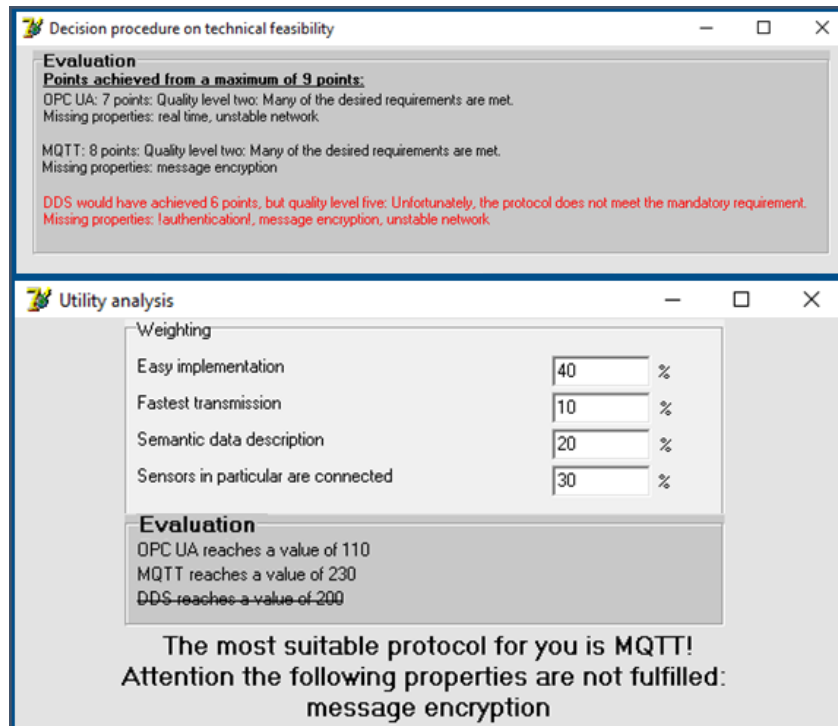 Decision procedure on technical feasibility
Evaluation
Points achieved from a maximum of 9 points:
OPC UA: 7 points: Quality level two: Many of the desired requirements are met.
Missing properties: real time, unstable network
MQTT: 8 points: Quality level two: Many of the desired requirements are met.
Missing properties: message encryption
DDS would have achieved 6 points, but quality level five: Unfortunately, the protocol does not meet the mandatory requirement.
Missing properties: !authentication!, message encryption, unstable network
Utility analysis
Weighting
Easy implementation 40 %
Fastest transmission 10 %
Semantic data description 20 %
Sensors in particular are connected 30 %
Evaluation
OPC UA reaches a value of 110
MQTT reaches a value of 230
DDS reaches a value of 200
The most suitable protocol for you is MQTT!
Attention the following properties are not fulfilled:
message encryption